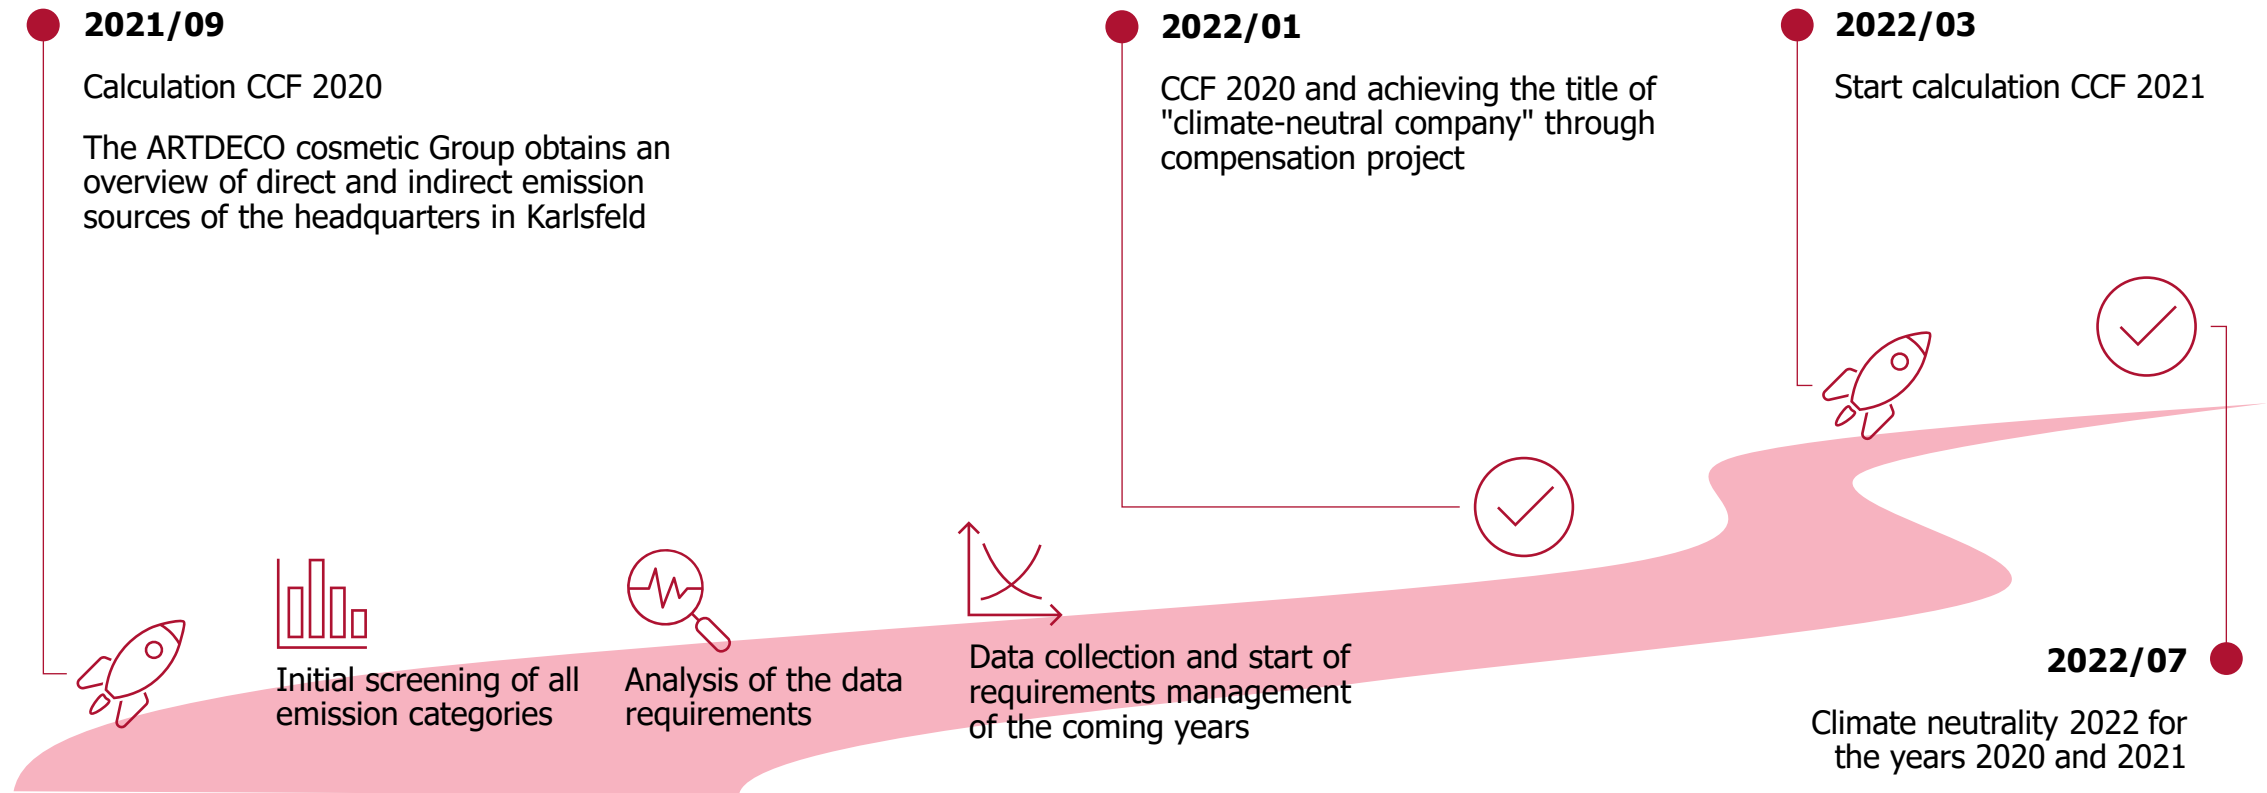 2021/09
Calculation CCF 2020
The ARTDECO cosmetic Group obtains an
overview of direct and indirect emission
sources of the headquarters in Karlsfeld
2022/01
CCF 2020 and achieving the title of
"climate-neutral company" through
compensation project
2022/03
Start calculation CCF 2021
Initial screening of all
emission categories
Analysis of the data
requirements
Data collection and start of
requirements management
of the coming years
2022/07
Climate neutrality 2022 for
the years 2020 and 2021